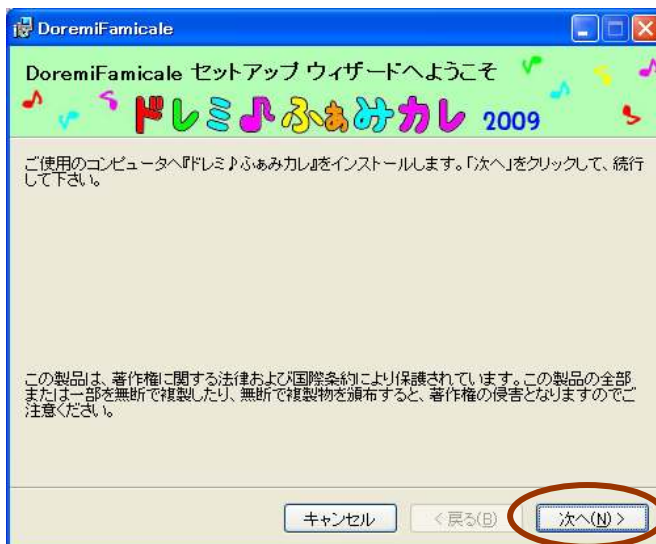 DoremiFamicale
DoremiFamicale セットアップ ウィザードへようこそ
ドレミ♪ふぁみカレ 2009
ご使用のコンピュータへ『ドレミ♪ふぁみカレ』をインストールします。「次へ」をクリックして、続行
して下さい。
この製品は、著作権に関する法律および国際条約により保護されています。この製品の全部
または一部を無断で複製したり、無断で複製物を頒布すると、著作権の侵害となりますのでご
注意ください。
キャンセル
< 戻る(B)
次へ(N) >